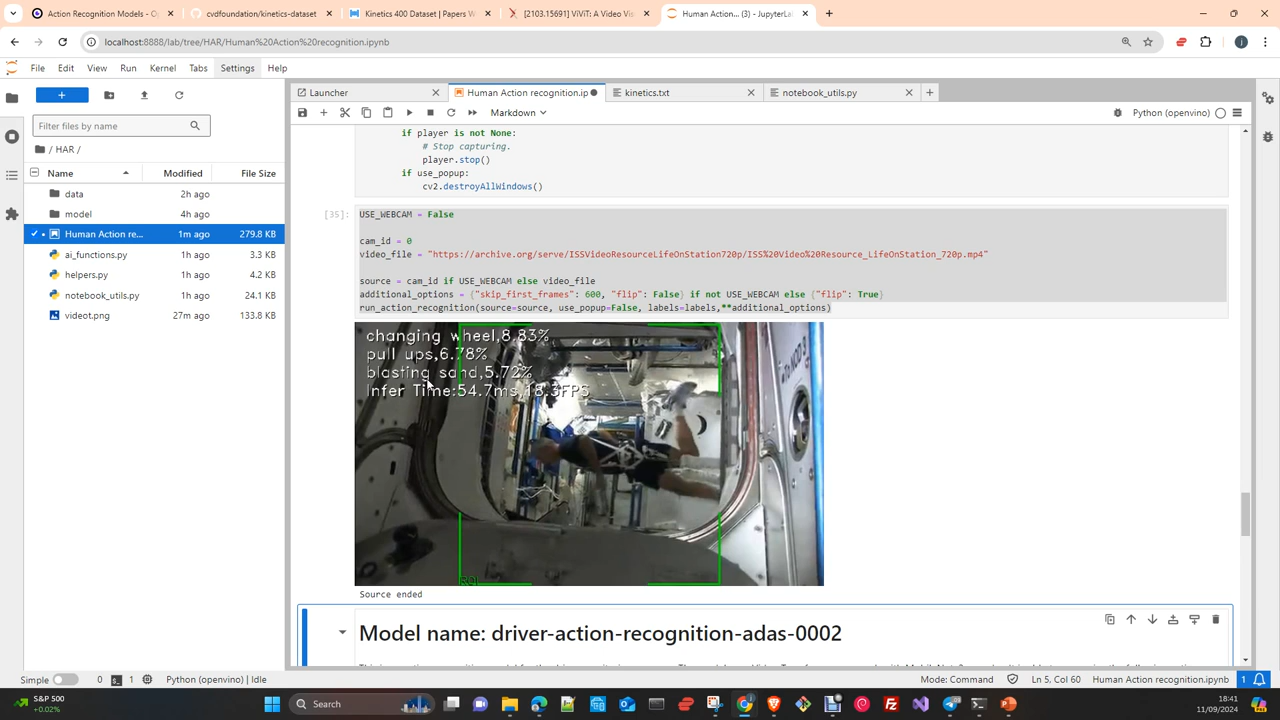 Action Recognition Models - Op
cvdfoundation/kinetics-dataset
Kinetics 400 Dataset | Papers W
[2103.15691] ViViT: A Video Vis
Human Action... (3) - JupyterLa
localhost:8888/lab/tree/HAR/Human%20Action%20recognition.ipynb
File Edit View Run Kernel Tabs Settings Help
Launcher
Human Action recognition.ip
kinetics.txt
notebook_utils.py
Markdown
Python (openvino)
Filter files by name
/ HAR /
Name Modified File Size
data 2h ago
model 4h ago
Human Action re... 1m ago 279.8 KB
ai_functions.py 1h ago 3.3 KB
helpers.py 1h ago 4.2 KB
notebook_utils.py 1h ago 24.1 KB
videot.png 27m ago 133.8 KB
if player is not None:
# Stop capturing.
player.stop()
if use_popup:
cv2.destroyAllWindows()
[35]:
USE_WEBCAM = False
cam_id = 0
video_file = "https://archive.org/serve/ISSVideoResourceLifeOnStation720p/ISS%20Video%20Resource_LifeOnStation_720p.mp4"
source = cam_id if USE_WEBCAM else video_file
additional_options = {"skip_first_frames": 600, "flip": False} if not USE_WEBCAM else {"flip": True}
run_action_recognition(source=source, use_popup=False, labels=labels,**additional_options)
changing wheel,8.83%
pull ups,6.78%
blasting sand,5.72%
Infer Time:54.7ms,18.3FPS
ROI
Source ended
Model name: driver-action-recognition-adas-0002
Simple 0 1 Python (openvino) | Idle
Mode: Command Ln 5, Col 60 Human Action recognition.ipynb 1
S&P 500
+0.02%
Search
18:41
11/09/2024